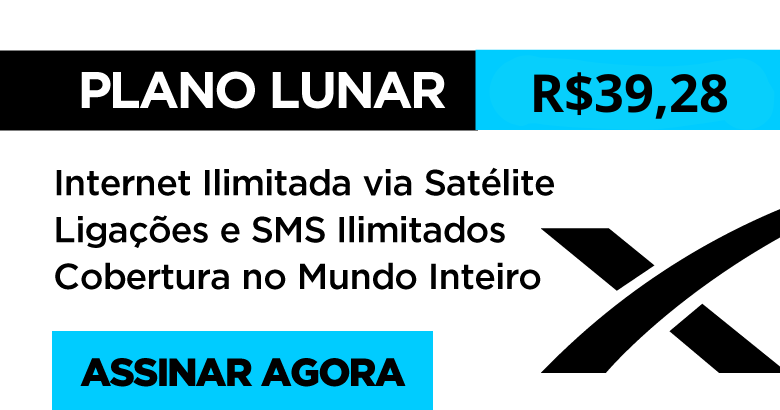 PLANO LUNAR
R$39,28
Internet Ilimitada via Satélite
Ligações e SMS Ilimitados
Cobertura no Mundo Inteiro
ASSINAR AGORA